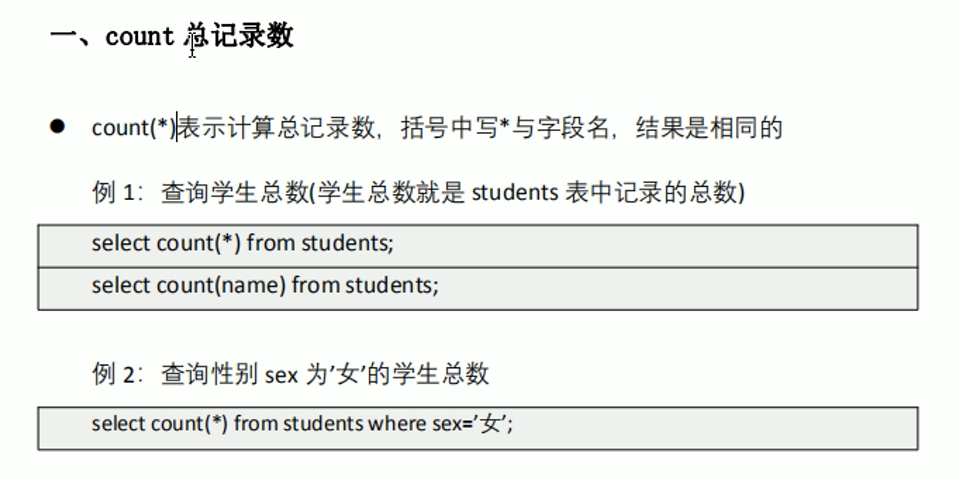 一、count 总记录数
● count(*)表示计算总记录数，括号中写*与字段名，结果是相同的
例 1：查询学生总数(学生总数就是 students 表中记录的总数)
select count(*) from students;
select count(name) from students;
例 2：查询性别 sex 为’女’的学生总数
select count(*) from students where sex=’女’;